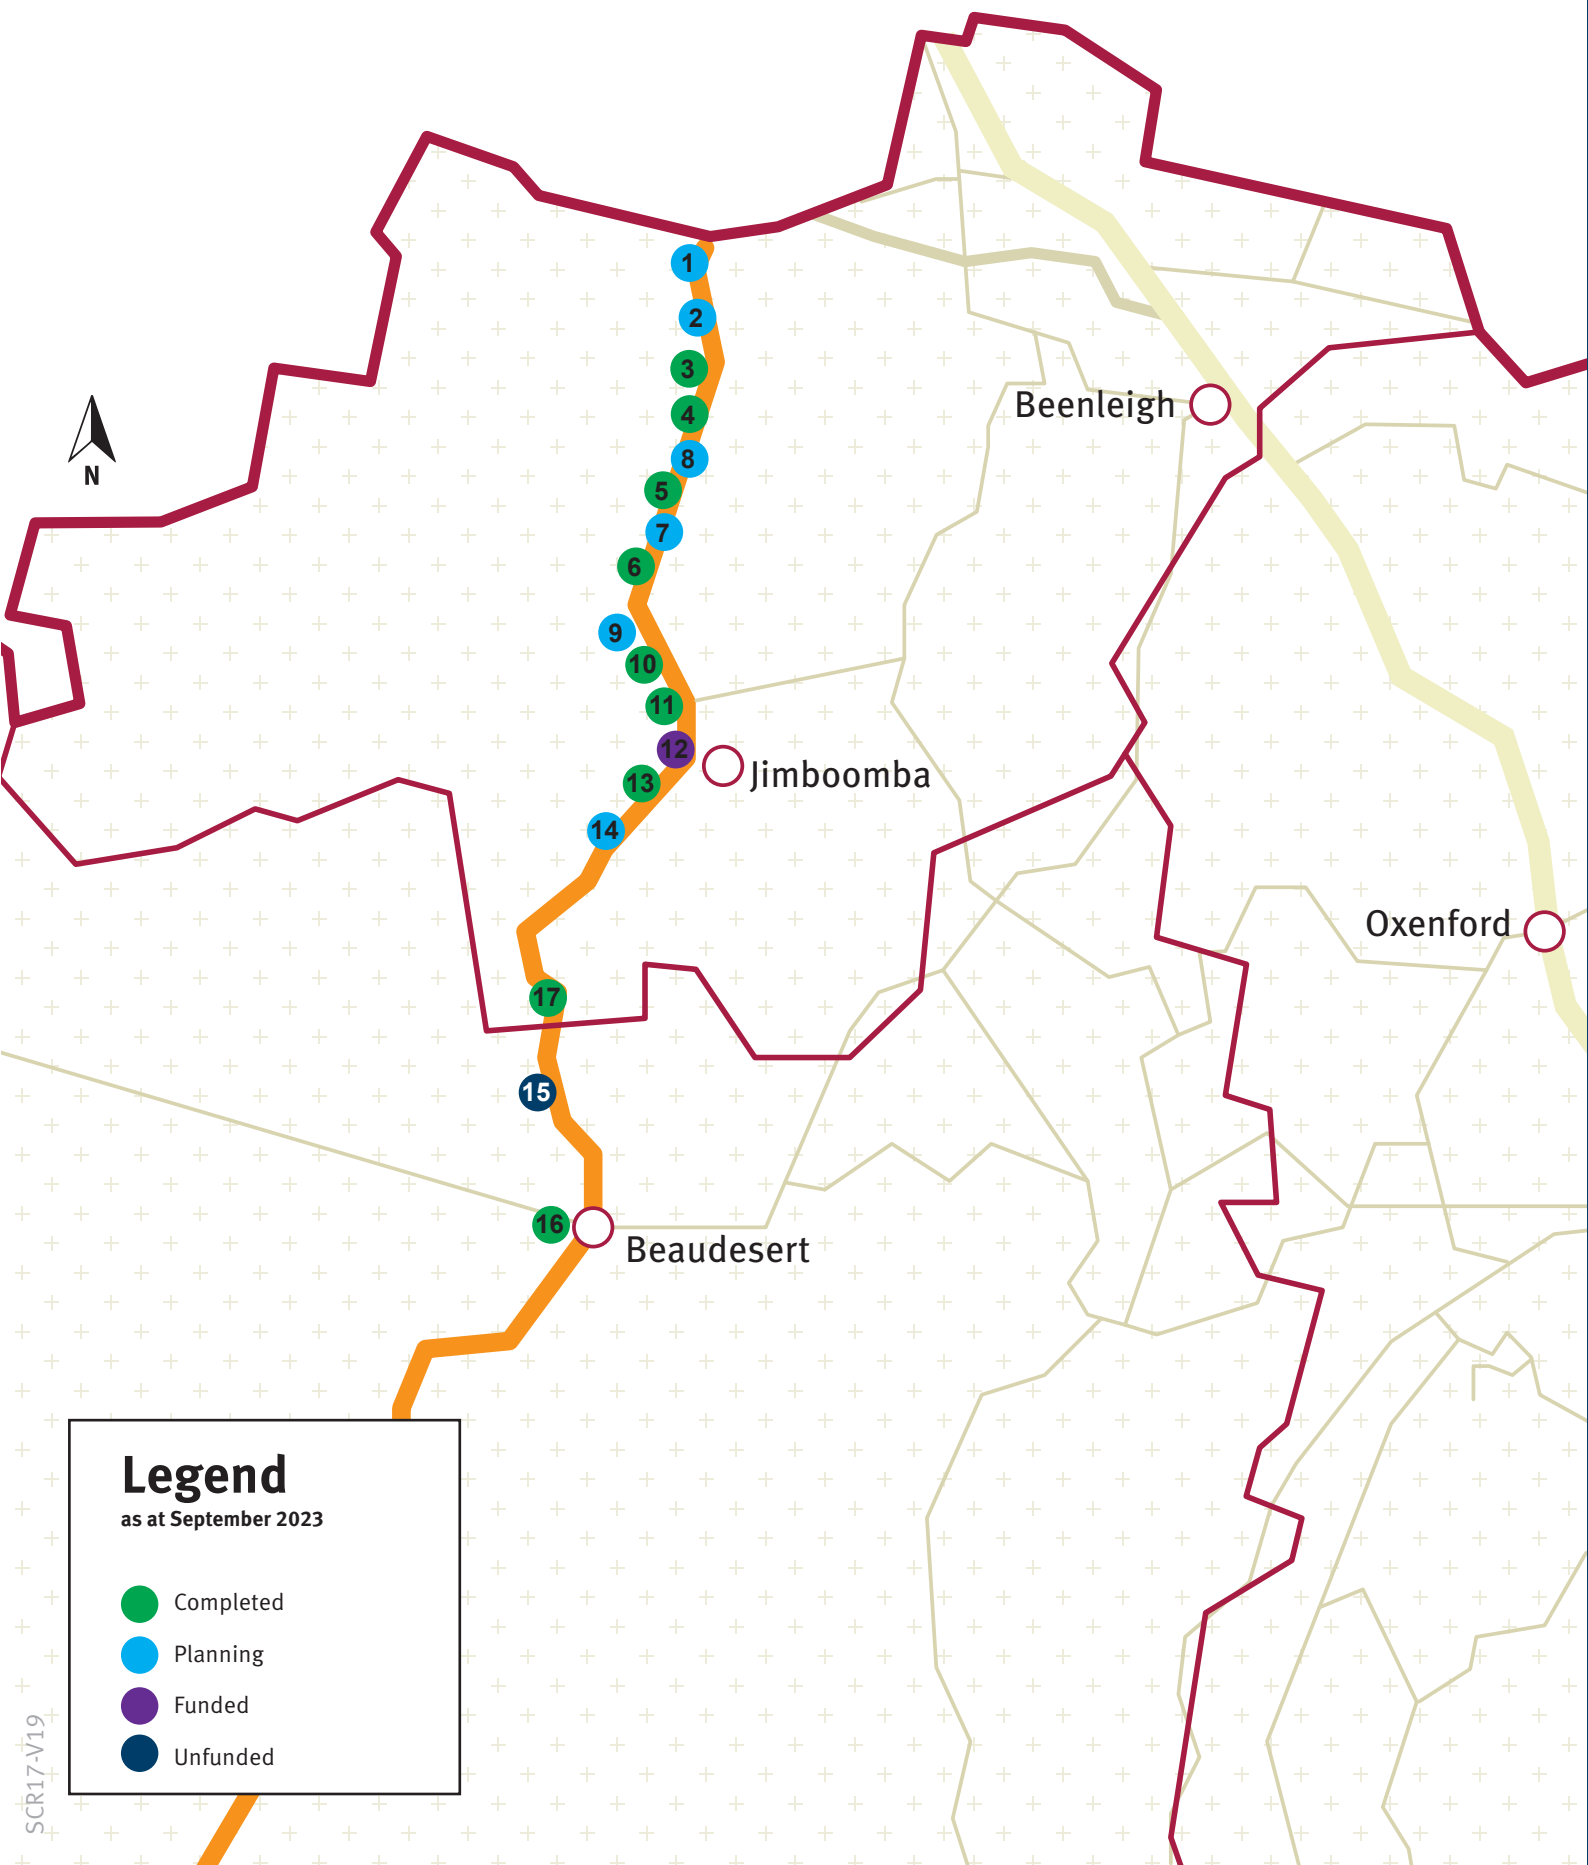 1
2
3
4
8
5
7
6
9
10
11
12
13
14
17
15
16
N
Beenleigh
Jimboomba
Oxenford
Beaudesert
Legend
as at September 2023
Completed
Planning
Funded
Unfunded
SCR17-V19